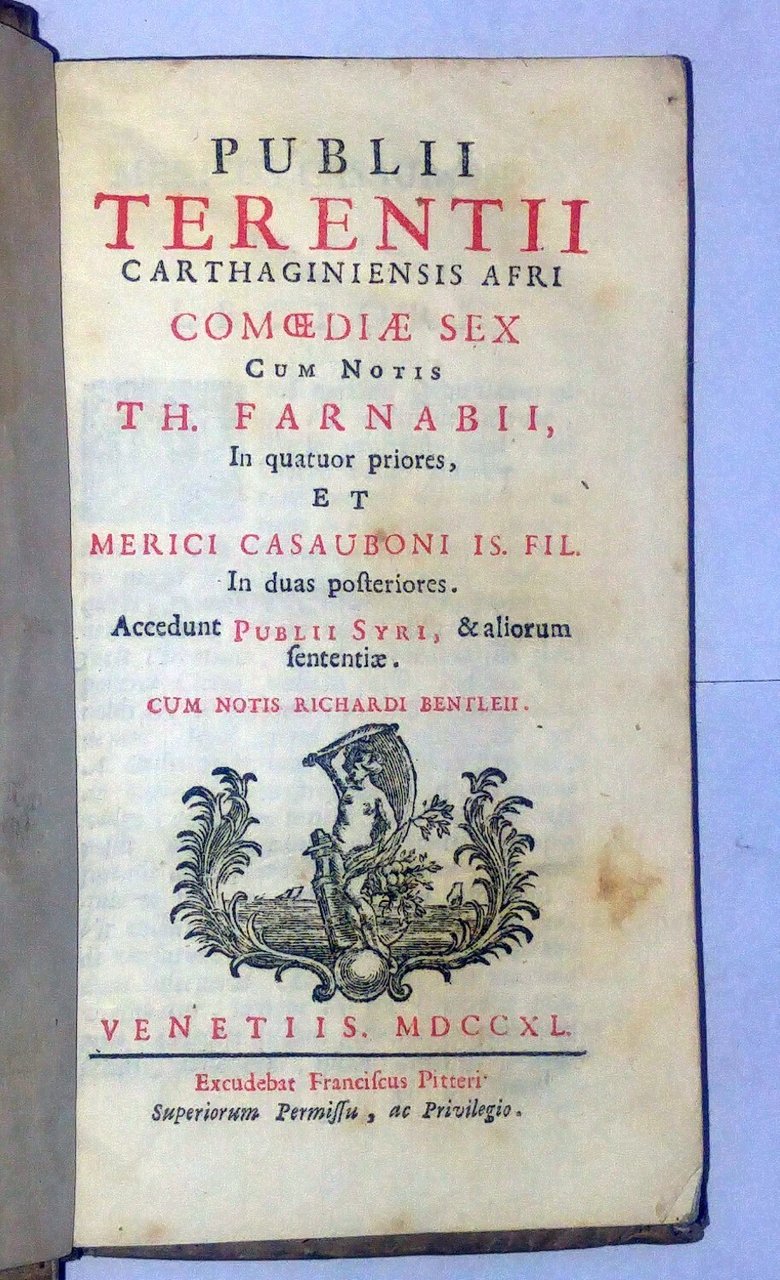 PUBLII
TERENTII
CARTHAGINIENSIS AFRI
COMŒDIÆ SEX
CUM NOTIS
TH. FARNABII,
In quatuor priores,
ET
MERICI CASAUBONI IS. FIL.
In duas poſteriores.
Accedunt PUBLII SYRI, & aliorum
ſententiæ.
CUM NOTIS RICHARDI BENTLEII.
VENETIIS. MDCCXL.
Excudebat Franciſcus Pitteri
Superiorum Permiſſu, ac Privilegio.